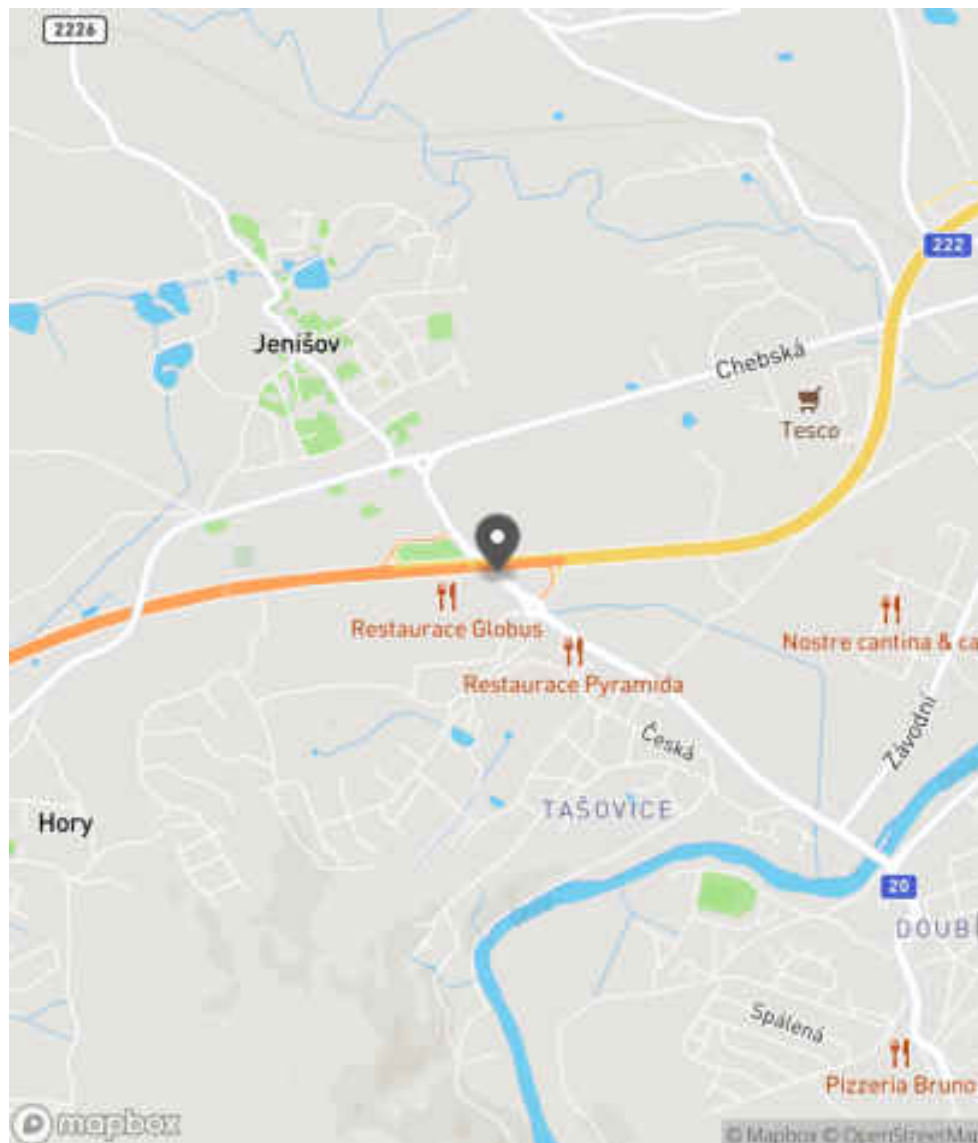 2226
222
Jenišov
Chebská
Tesco
Restaurace Globus
Nostre cantina & ca
Restaurace Pyramida
Závodní
Česká
TAŠOVICE
Hory
20
DOUB
Spálená
Pizzeria Bruno
mapbox
© Mapbox © OpenStreetMap